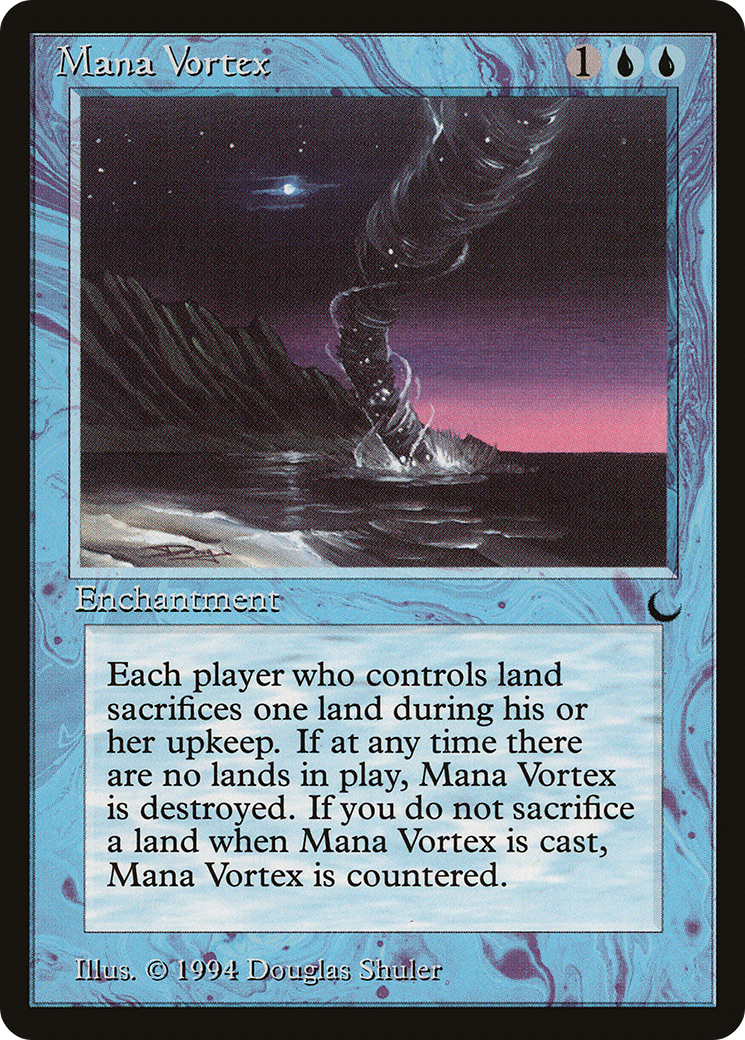 Mana Vortex 1
Doug
Enchantment
Each player who controls land
sacrifices one land during his or
her upkeep. If at any time there
are no lands in play, Mana Vortex
is destroyed. If you do not sacrifice
a land when Mana Vortex is cast,
Mana Vortex is countered.
Illus. © 1994 Douglas Shuler